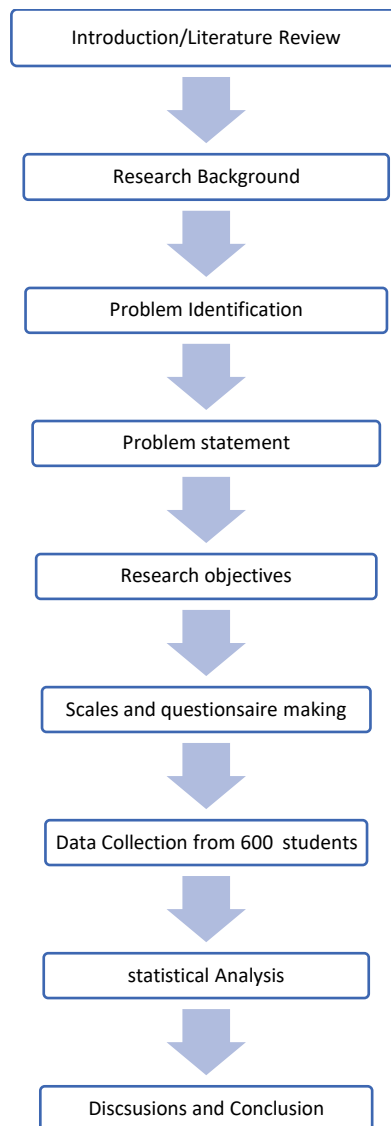 Introduction/Literature Review
Research Background
Problem Identification
Problem statement
Research objectives
Scales and questionsaire making
Data Collection from 600 students
statistical Analysis
Discsusions and Conclusion